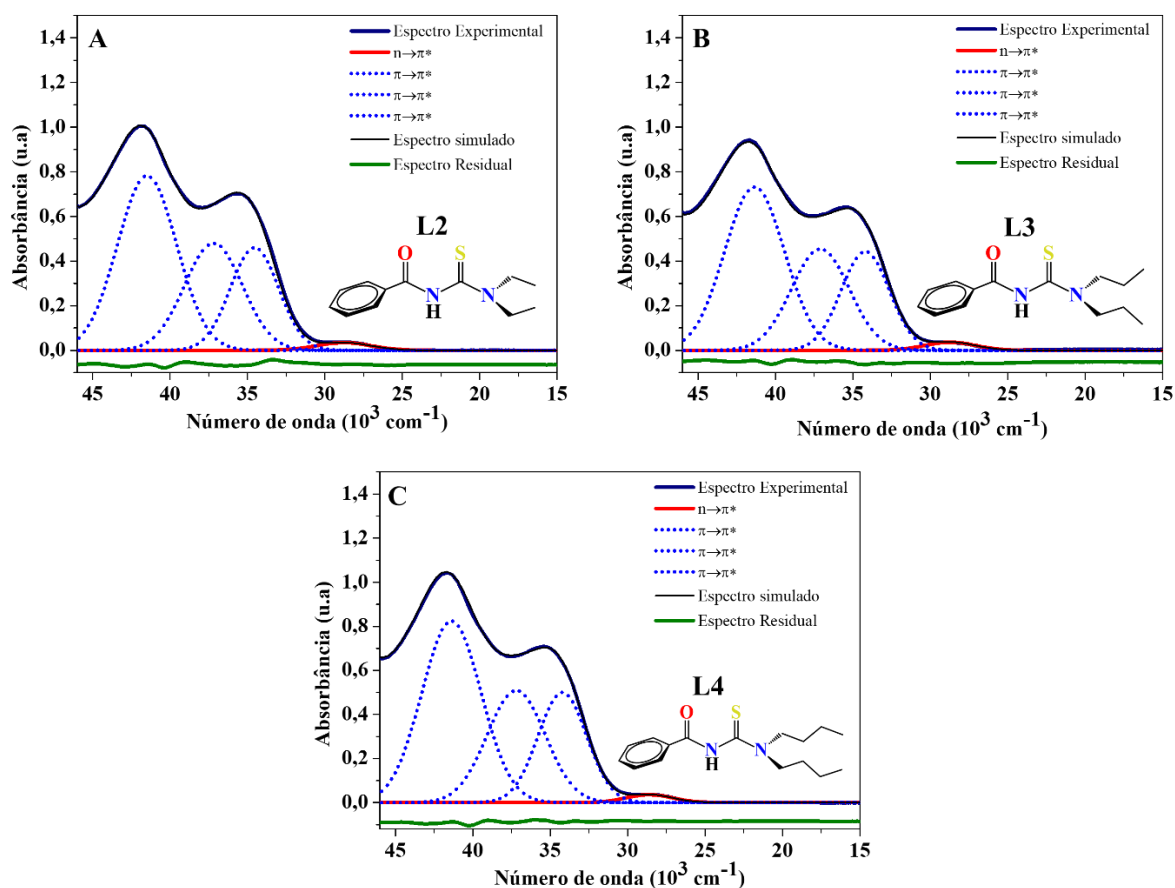 A
1,4
1,2
1,0
0,8
0,6
0,4
0,2
0,0
Absorbância (u.a)
Espectro Experimental
n→π*
π→π*
π→π*
π→π*
Espectro simulado
Espectro Residual
L2
O
S
N
H
N
45 40 35 30 25 20 15
Número de onda (10³ com⁻¹)
B
1,4
1,2
1,0
0,8
0,6
0,4
0,2
0,0
Absorbância (u.a)
Espectro Experimental
n→π*
π→π*
π→π*
π→π*
Espectro simulado
Espectro Residual
L3
O
S
N
H
N
45 40 35 30 25 20 15
Número de onda (10³ cm⁻¹)
C
1,4
1,2
1,0
0,8
0,6
0,4
0,2
0,0
Absorbância (u.a)
Espectro Experimental
n→π*
π→π*
π→π*
π→π*
Espectro simulado
Espectro Residual
L4
O
S
N
H
N
45 40 35 30 25 20 15
Número de onda (10³ cm⁻¹)